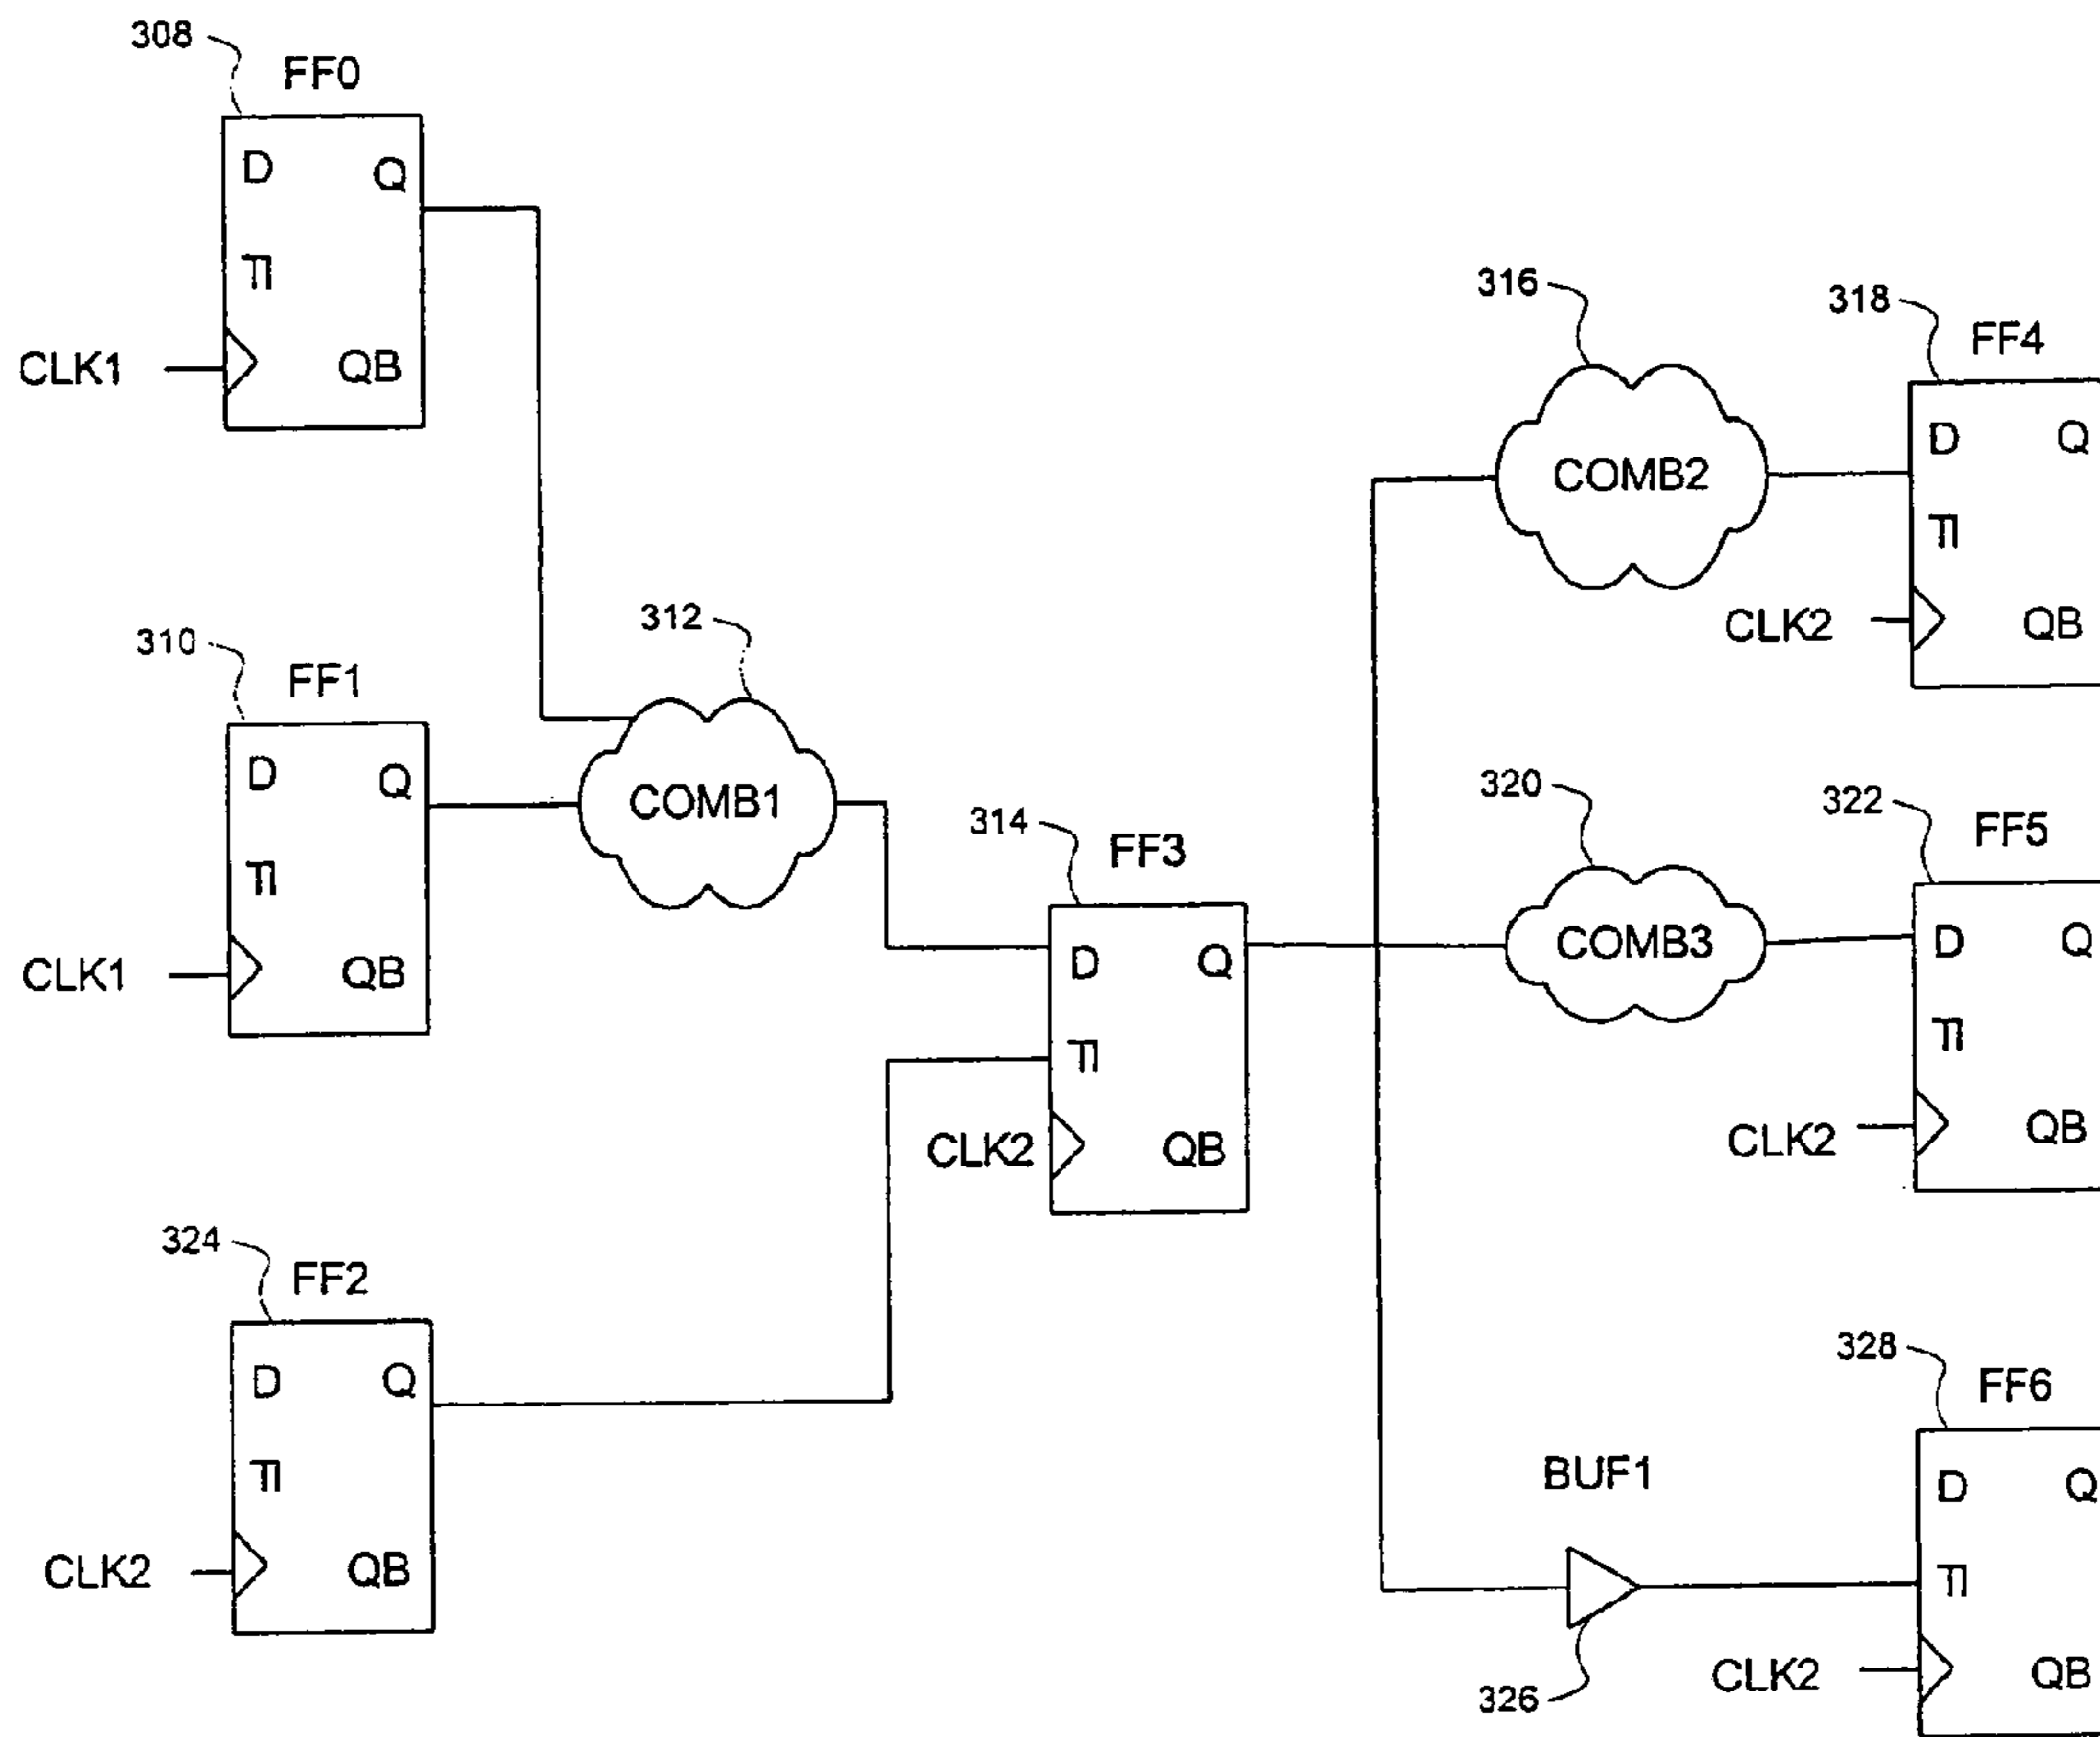 308
FF0
D Q
TI
CLK1 QB
316
318
FF4
D Q
COMB2
TI
CLK2 QB
310
FF1
D Q
TI
CLK1 QB
312
COMB1
314
FF3
D Q
TI
CLK2 QB
320
COMB3
322
FF5
D Q
TI
CLK2 QB
324
FF2
D Q
TI
CLK2 QB
328
FF6
BUF1
D Q
TI
326
CLK2 QB